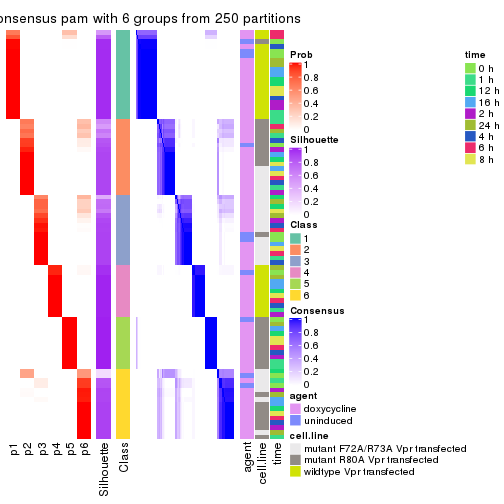 onsensus pam with 6 groups from 250 partitions
Prob
1
0.8
0.6
0.4
0.2
0
Silhouette
1
0.8
0.6
0.4
0.2
0
Class
1
2
3
4
5
6
Consensus
1
0.8
0.6
0.4
0.2
0
agent
doxycycline
uninduced
cell.line
mutant F72A/R73A Vpr transfected
mutant R80A Vpr transfected
wildtype Vpr transfected
time
0 h
1 h
12 h
16 h
2 h
24 h
4 h
6 h
8 h
p1
p2
p3
p4
p5
p6
Silhouette
Class
agent
cell.line
time